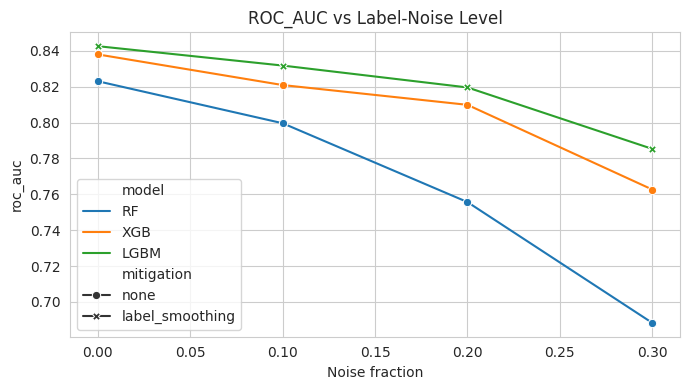 ROC_AUC vs Label-Noise Level
0.84
0.82
0.80
0.78
0.76
0.74
0.72
0.70
roc_auc
model
RF
XGB
LGBM
mitigation
none
label_smoothing
0.00 0.05 0.10 0.15 0.20 0.25 0.30
Noise fraction